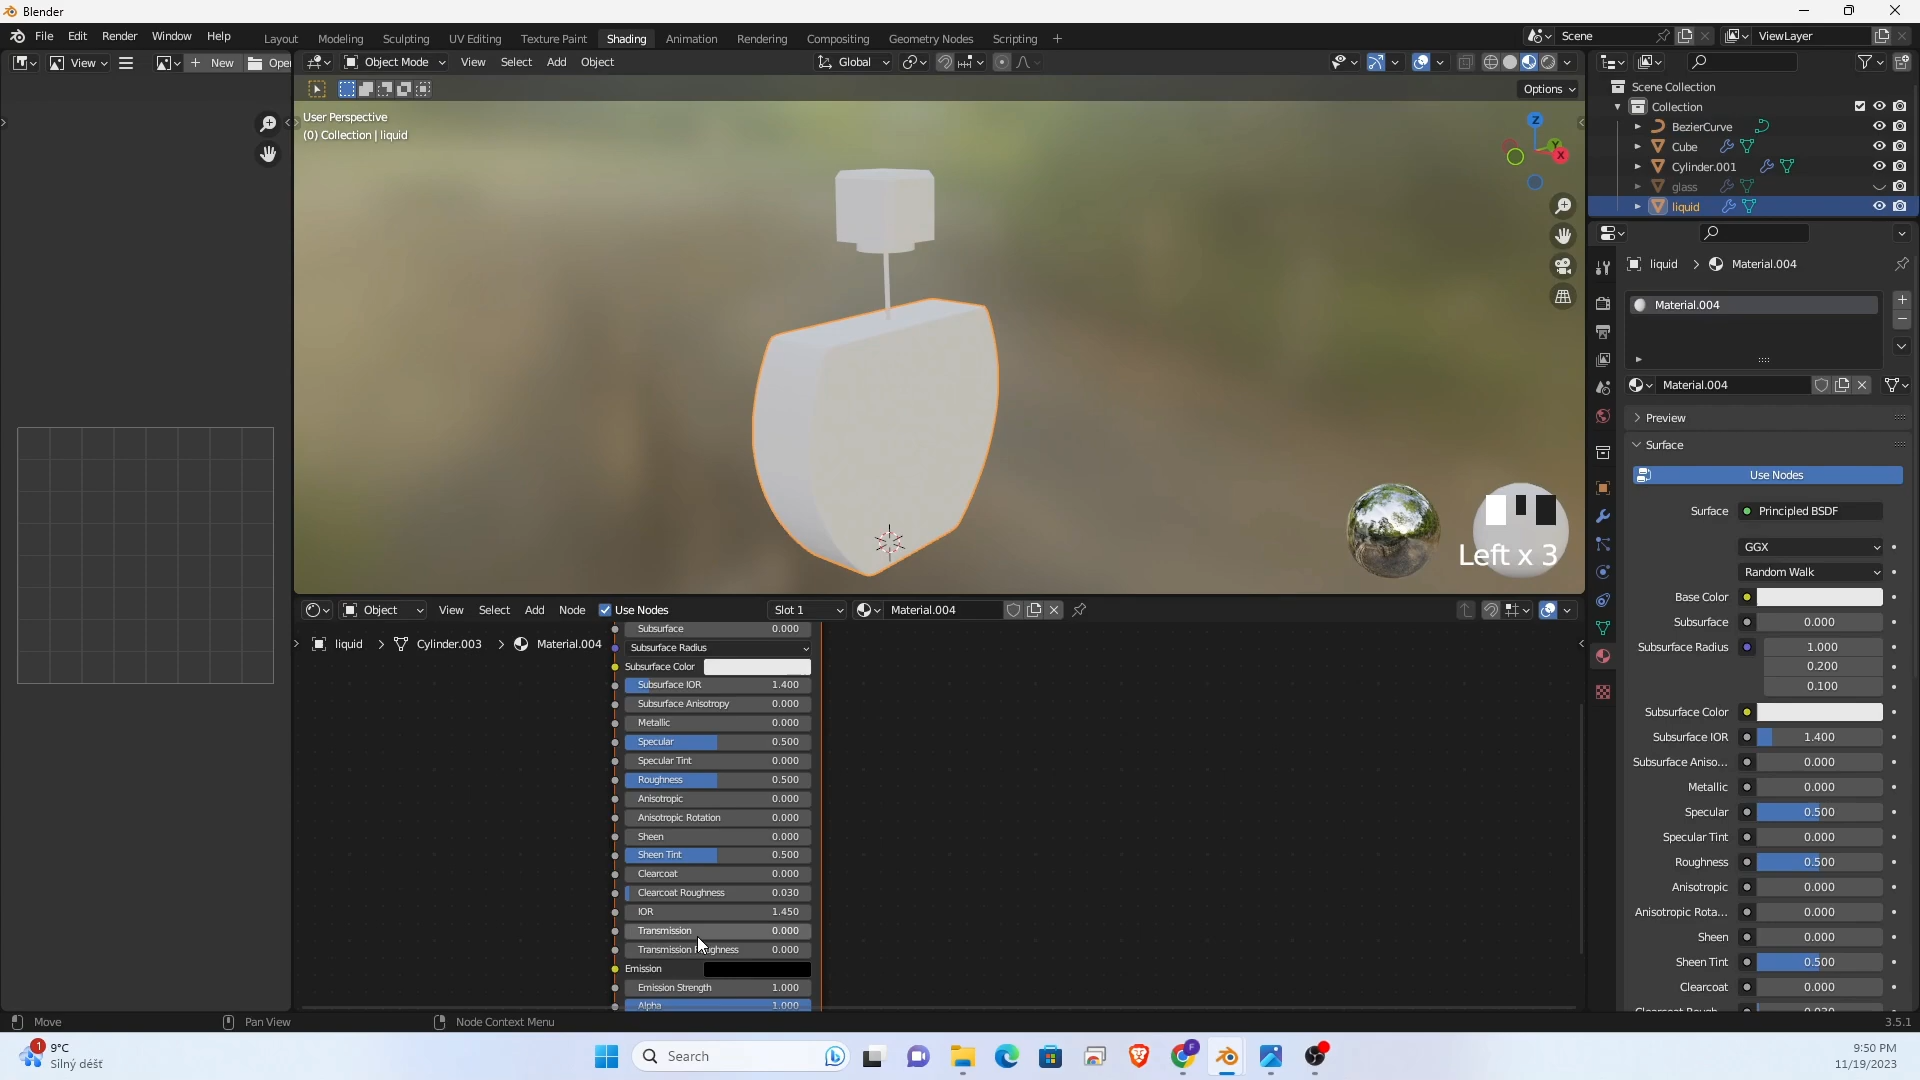 Blender
File Edit Render Window Help
Layout Modeling Sculpting UV Editing Texture Paint Shading Animation Rendering Compositing Geometry Nodes Scripting +
Scene
ViewLayer
View
New
Open
Object Mode View Select Add Object
Global
Options
User Perspective
(0) Collection | liquid
Z
Y
X
Left x 3
Scene Collection
Collection
BezierCurve
Cube
Cylinder.001
glass
liquid
liquid > Material.004
Material.004
Material.004
Preview
Surface
Use Nodes
Surface Principled BSDF
GGX
Random Walk
Base Color
Subsurface 0.000
Subsurface Radius 1.000
0.200
0.100
Subsurface Color
Subsurface IOR 1.400
Subsurface Aniso... 0.000
Metallic 0.000
Specular 0.500
Specular Tint 0.000
Roughness 0.500
Anisotropic 0.000
Anisotropic Rota... 0.000
Sheen 0.000
Sheen Tint 0.500
Clearcoat 0.000
Object View Select Add Node Use Nodes Slot 1 Material.004
liquid > Cylinder.003 > Material.004
Subsurface 0.000
Subsurface Radius
Subsurface Color
Subsurface IOR 1.400
Subsurface Anisotropy 0.000
Metallic 0.000
Specular 0.500
Specular Tint 0.000
Roughness 0.500
Anisotropic 0.000
Anisotropic Rotation 0.000
Sheen 0.000
Sheen Tint 0.500
Clearcoat 0.000
Clearcoat Roughness 0.030
IOR 1.450
Transmission 0.000
Transmission Roughness 0.000
Emission
Emission Strength 1.000
Alpha 1.000
Move Pan View Node Context Menu
3.5.1
1
9°C
Silný déšť
Search
F
9:50 PM
11/19/2023